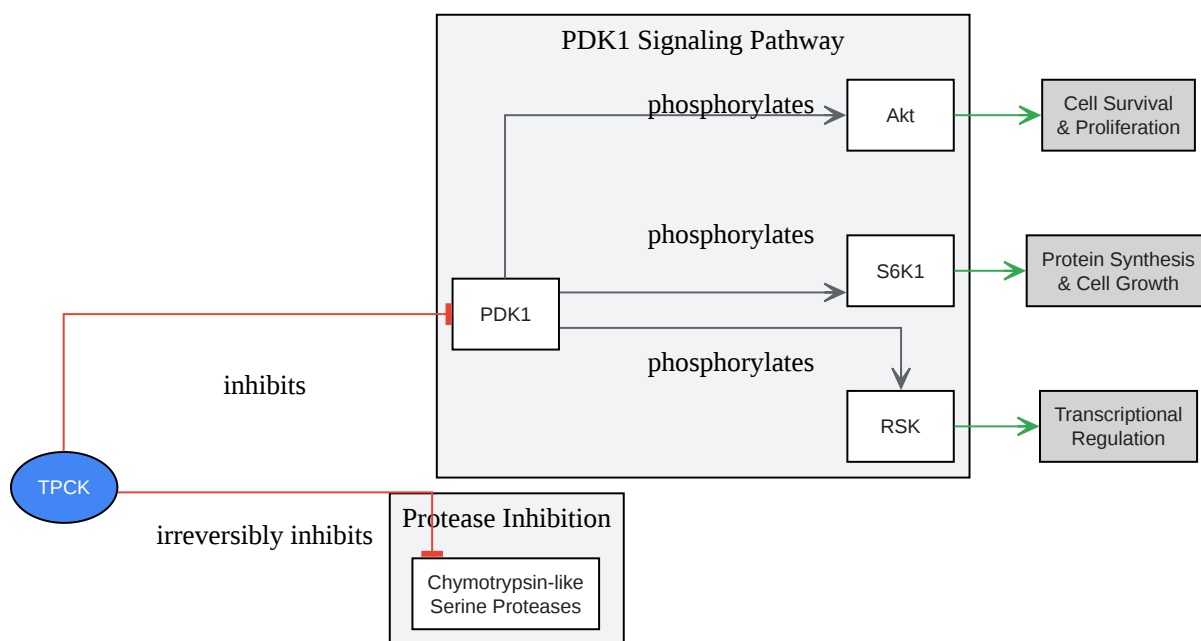 PDK1 Signaling Pathway
phosphorylates
Akt
Cell Survival
& Proliferation
phosphorylates
S6K1
Protein Synthesis
& Cell Growth
PDK1
phosphorylates
inhibits
RSK
Transcriptional
Regulation
TPCK
irreversibly inhibits
Protease Inhibition
Chymotrypsin-like
Serine Proteases